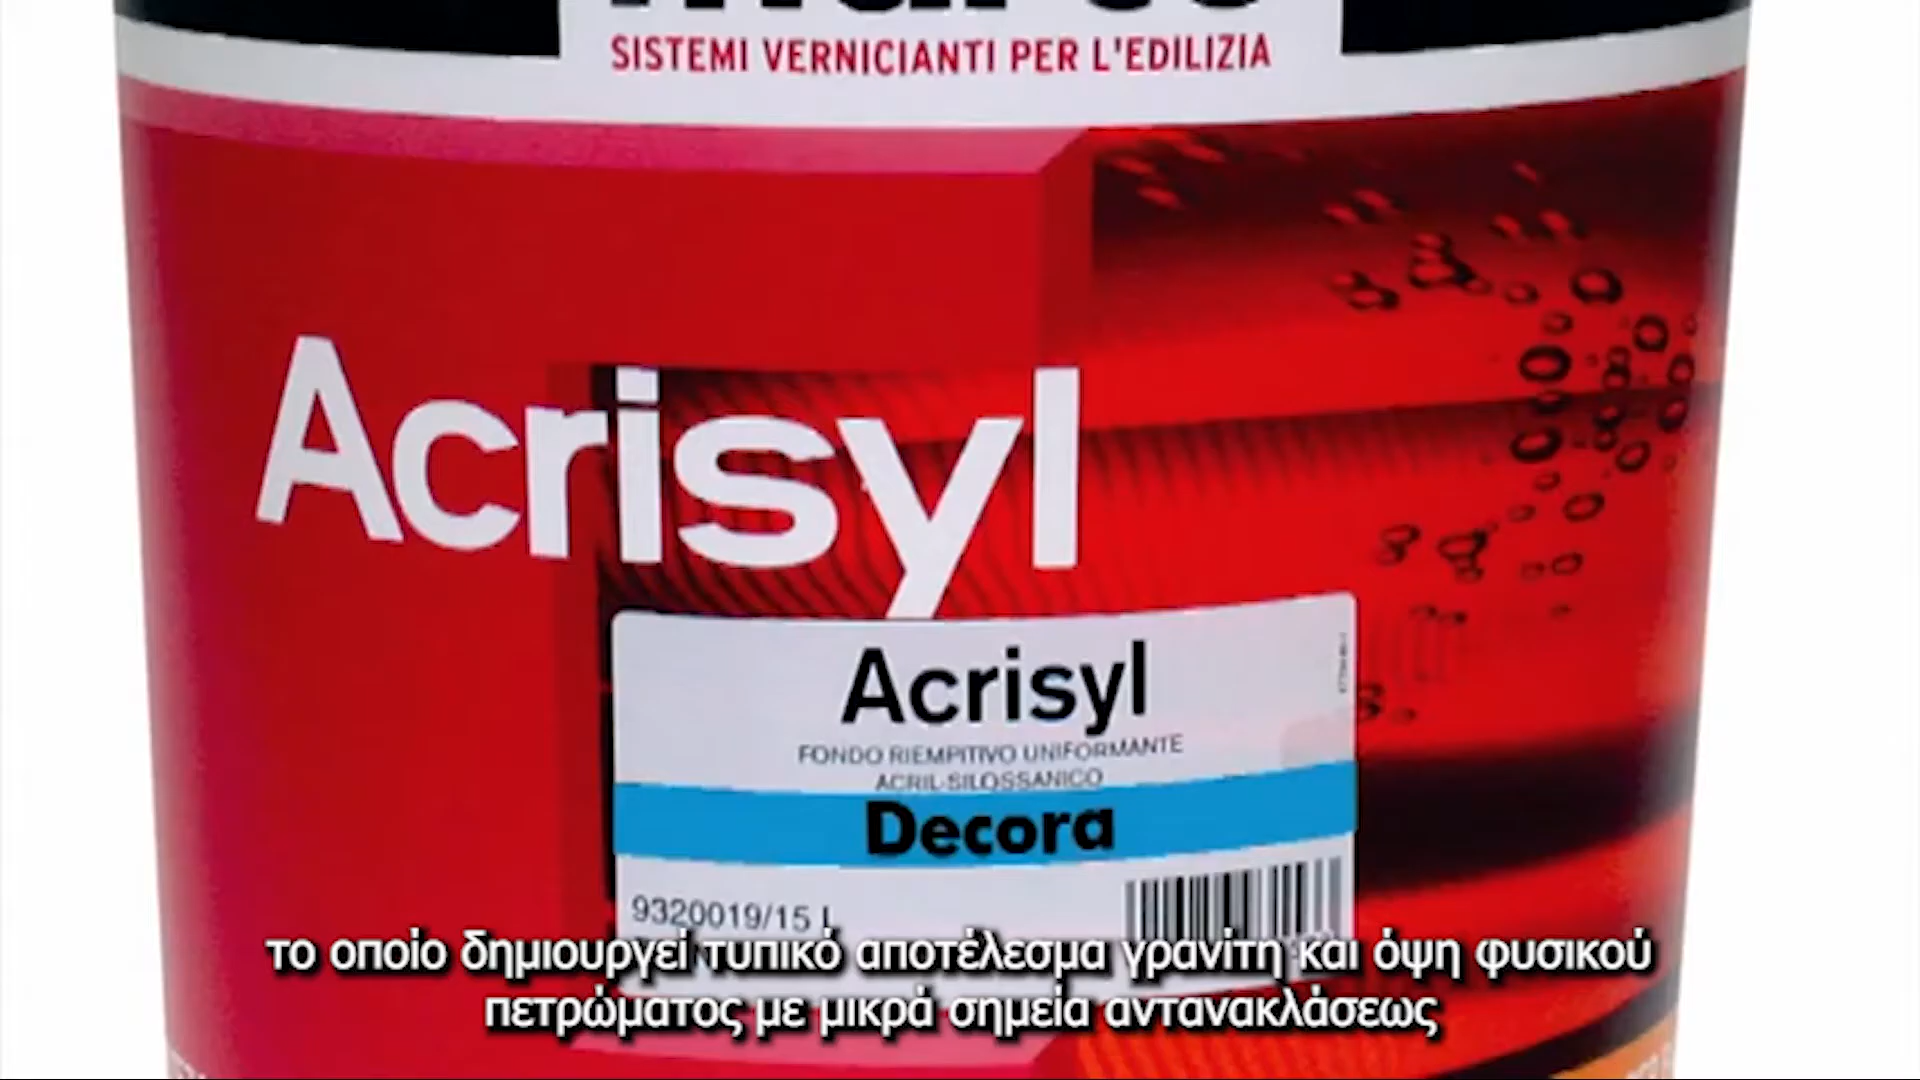 SISTEMI VERNICIANTI PER L'EDILIZIA
Acrisyl
Acrisyl
FONDO RIEMPITIVO UNIFORMANTE
ACRIL-SILOSSANICO
Decora
9320019/15 L
το οποίο δημιουργεί τυπικό αποτέλεσμα γρανίτη και όψη φυσικού
πετρώματος με μικρά σημεία αντανακλάσεως